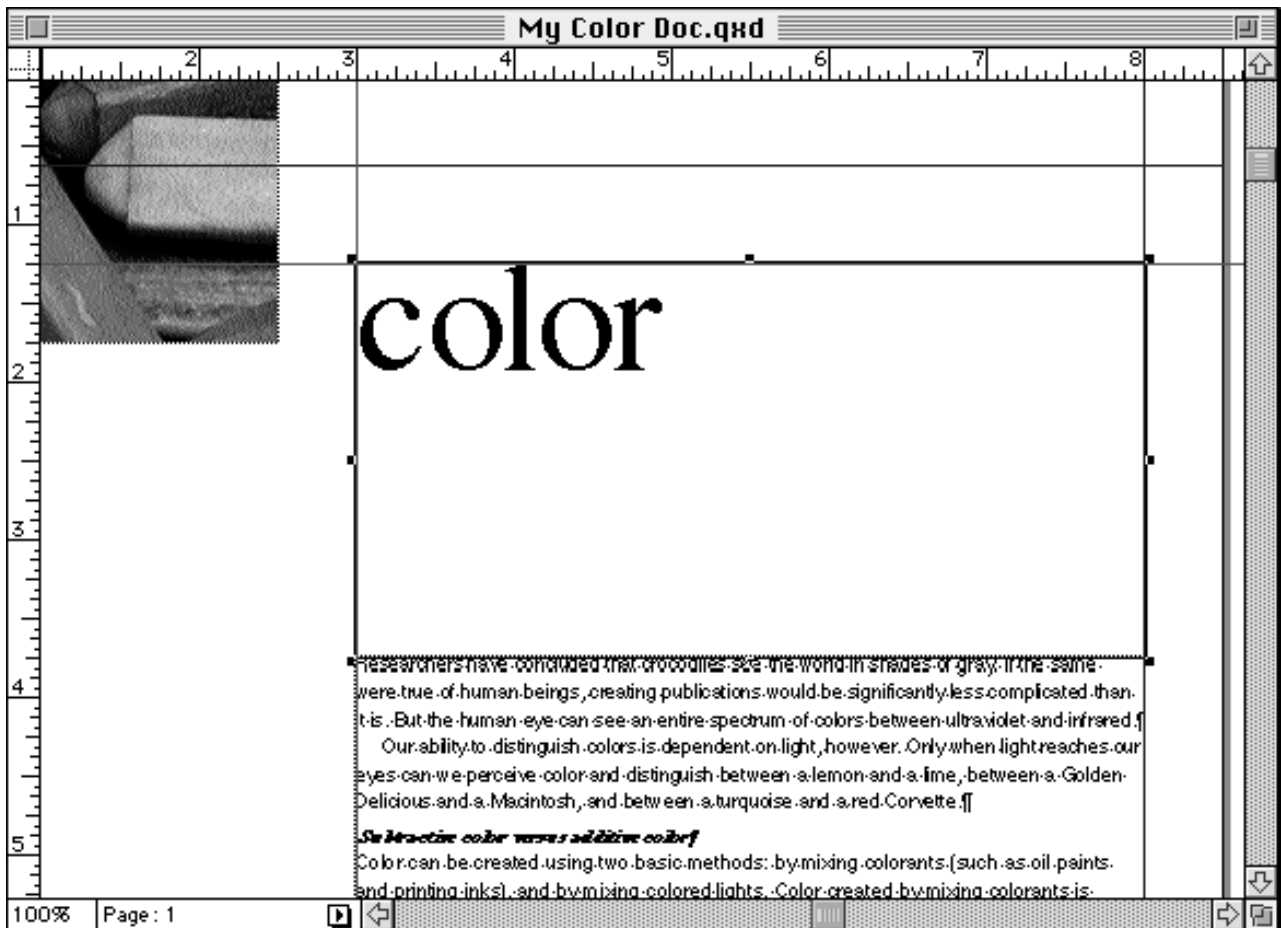 My Color Doc.qxd
2 3 4 5 6 7 8
1
2
3
4
5
color
Researchers have concluded that crocodiles see the world in shades of gray. If the same
were true of human beings, creating publications would be significantly less complicated than
t is. But the human eye can see an entire spectrum of colors between ultraviolet and infrared.¶
Our ability to distinguish colors is dependent on light, however. Only when light reaches our
eyes can we perceive color and distinguish between a lemon and a lime, between a Golden
Delicious and a Macintosh, and between a turquoise and a red Corvette.¶
Subtractive color versus additive color¶
Color can be created using two basic methods: by mixing colorants (such as oil paints
and printing inks), and by mixing colored lights. Color created by mixing colorants is
100% Page: 1